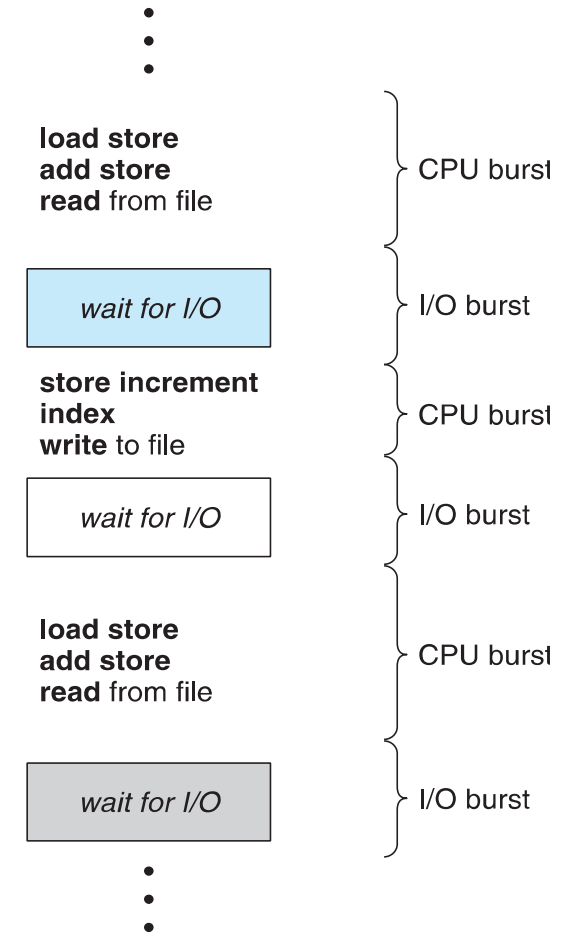 load store
add store
read from file
CPU burst
wait for I/O
I/O burst
store increment
index
write to file
CPU burst
wait for I/O
I/O burst
load store
add store
read from file
CPU burst
wait for I/O
I/O burst